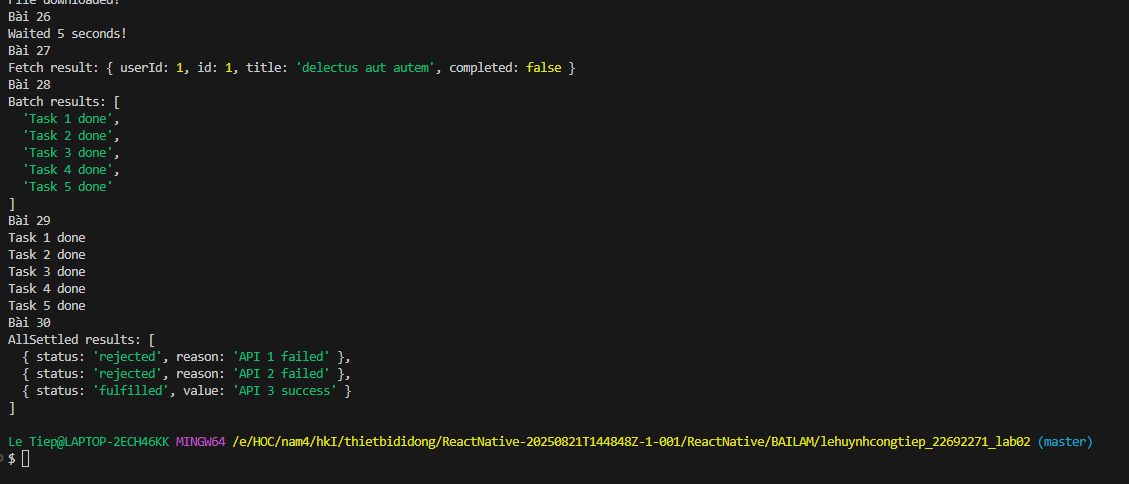 File downloaded!
Bài 26
Waited 5 seconds!
Bài 27
Fetch result: { userId: 1, id: 1, title: 'delectus aut autem', completed: false }
Bài 28
Batch results: [
  'Task 1 done',
  'Task 2 done',
  'Task 3 done',
  'Task 4 done',
  'Task 5 done'
]
Bài 29
Task 1 done
Task 2 done
Task 3 done
Task 4 done
Task 5 done
Bài 30
AllSettled results: [
  { status: 'rejected', reason: 'API 1 failed' },
  { status: 'rejected', reason: 'API 2 failed' },
  { status: 'fulfilled', value: 'API 3 success' }
]
Le Tiep@LAPTOP-2ECH46KK MINGW64 /e/HOC/nam4/hkI/thietbididong/ReactNative-20250821T144848Z-1-001/ReactNative/BAILAM/lehuynhcongtiep_22692271_lab02 (master)
$